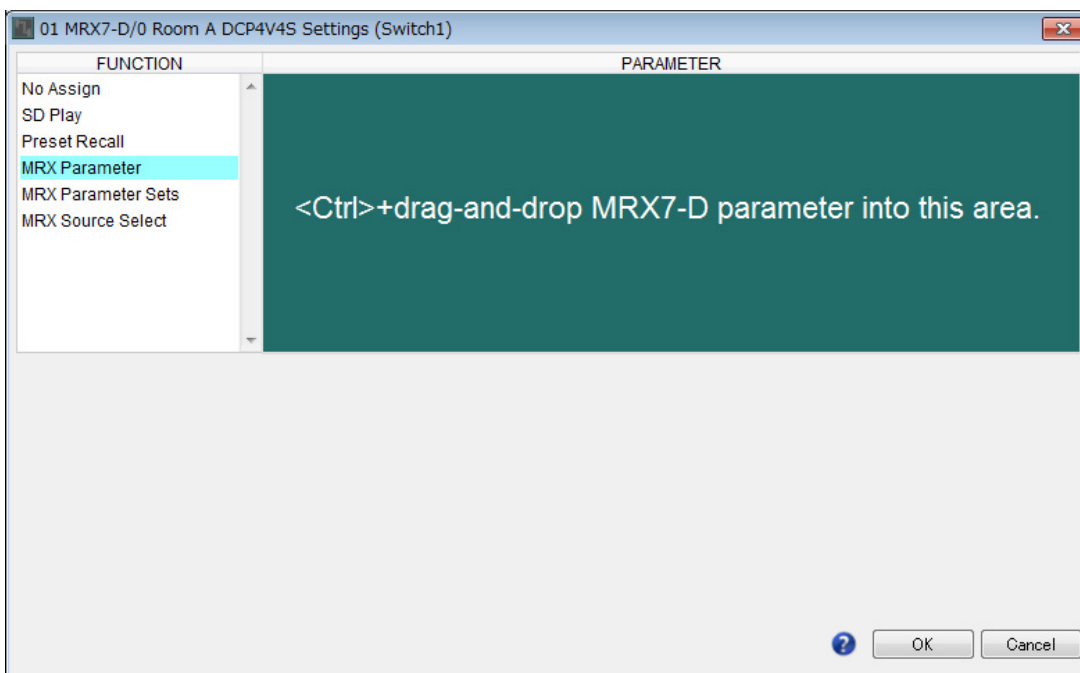 01 MRX7-D/0 Room A DCP4V4S Settings (Switch1)
FUNCTION
PARAMETER
No Assign
SD Play
Preset Recall
MRX Parameter
MRX Parameter Sets
MRX Source Select
<Ctrl>+drag-and-drop MRX7-D parameter into this area.
? OK Cancel